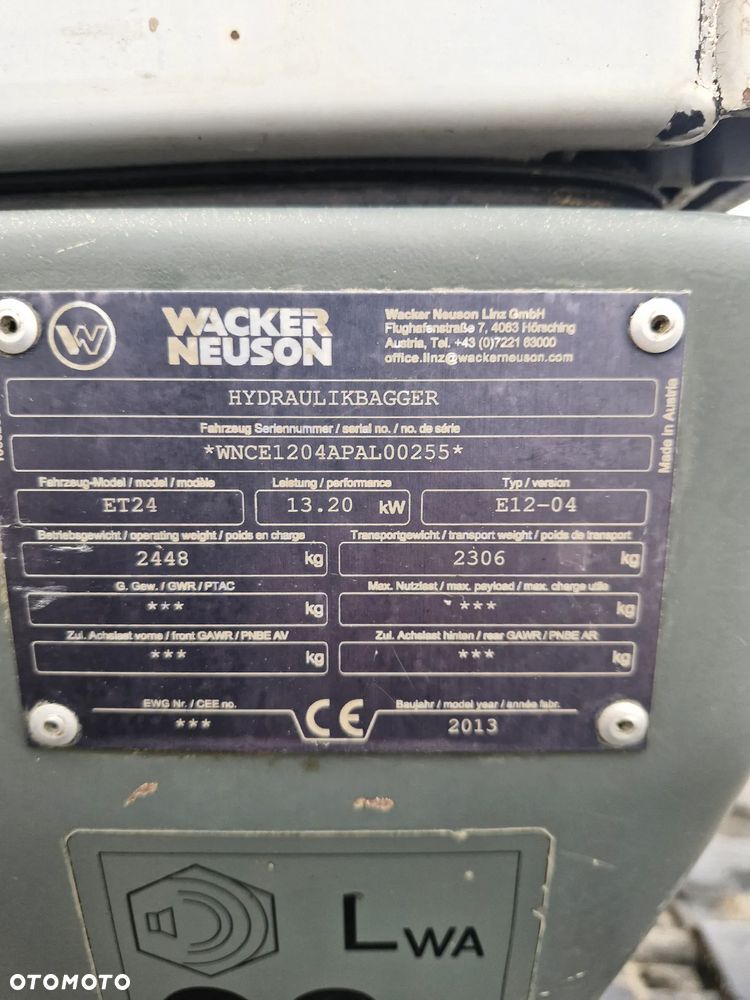 W
WACKER
NEUSON
Wacker Neuson Linz GmbH
Flughafenstraße 7, 4063 Hörsching
Austria, Tel. +43 (0)7221 63000
office.linz@wackerneuson.com
HYDRAULIKBAGGER
Fahrzeug Seriennummer / serial no. / no. de série
*WNCE1204APAL00255*
Made in Austria
Fahrzeug-Model / model / modèle
Leistung / performance
Typ / version
ET24
13.20 kW
E12-04
Betriebsgewicht / operating weight / poids en charge
Transportgewicht / transport weight / poids de transport
2448 kg
2306 kg
G. Gew. / GWR / PTAC
Max. Nutzlast / max. payload / max. charge utile
*** kg
*** kg
Zul. Achslast vorne / front GAWR / PNBE AV
Zul. Achslast hinten / rear GAWR / PNBE AR
*** kg
*** kg
EWG Nr. / CEE no.
CE
Baujahr / model year / année fabr.
***
2013
LWA
OTOMOTO